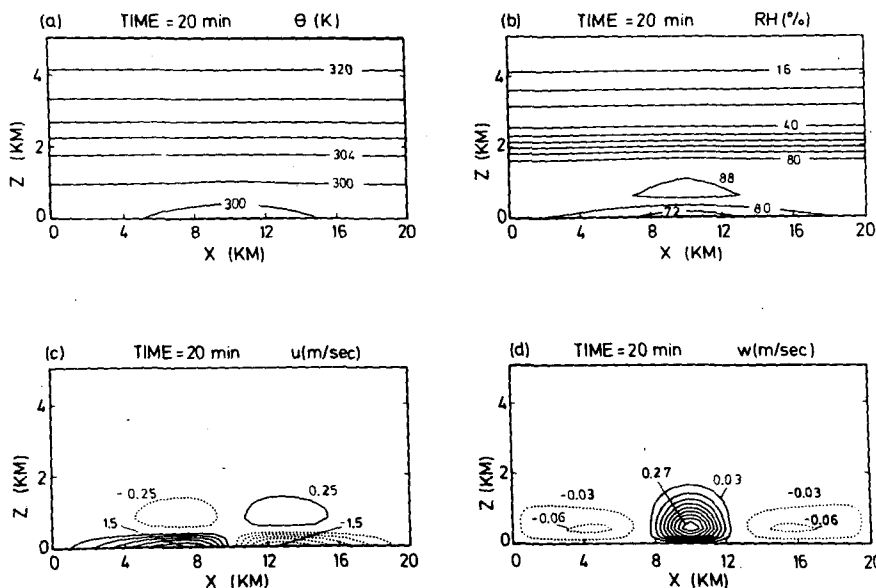 (a) TIME = 20 min θ (K)
320
304
300
300
Z (KM)
4
2
0
0 4 8 12 16 20
X (KM)
(b) TIME = 20 min RH (%)
16
40
80
88
72
80
Z (KM)
4
2
0
0 4 8 12 16 20
X (KM)
(c) TIME = 20 min u(m/sec)
-0.25
0.25
1.5
-1.5
Z (KM)
4
2
0
0 4 8 12 16 20
X (KM)
(d) TIME = 20 min w(m/sec)
0.27
0.03
-0.03
-0.03
-0.06
-0.06
Z (KM)
4
2
0
0 4 8 12 16 20
X (KM)